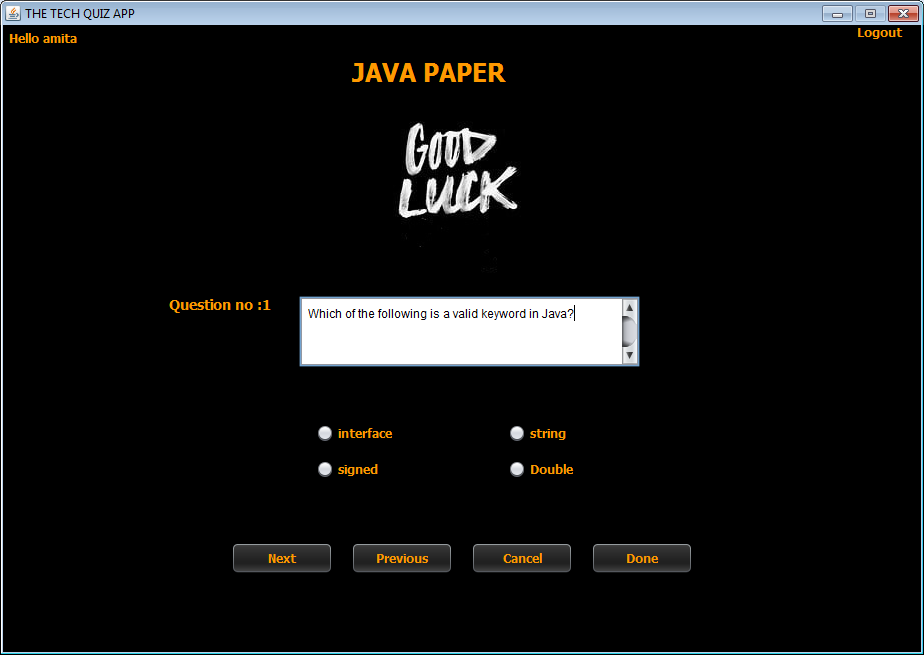 THE TECH QUIZ APP
Hello amita
Logout
JAVA PAPER
GOOD
LUCK
Question no :1
Which of the following is a valid keyword in Java?
interface
string
signed
Double
Next
Previous
Cancel
Done